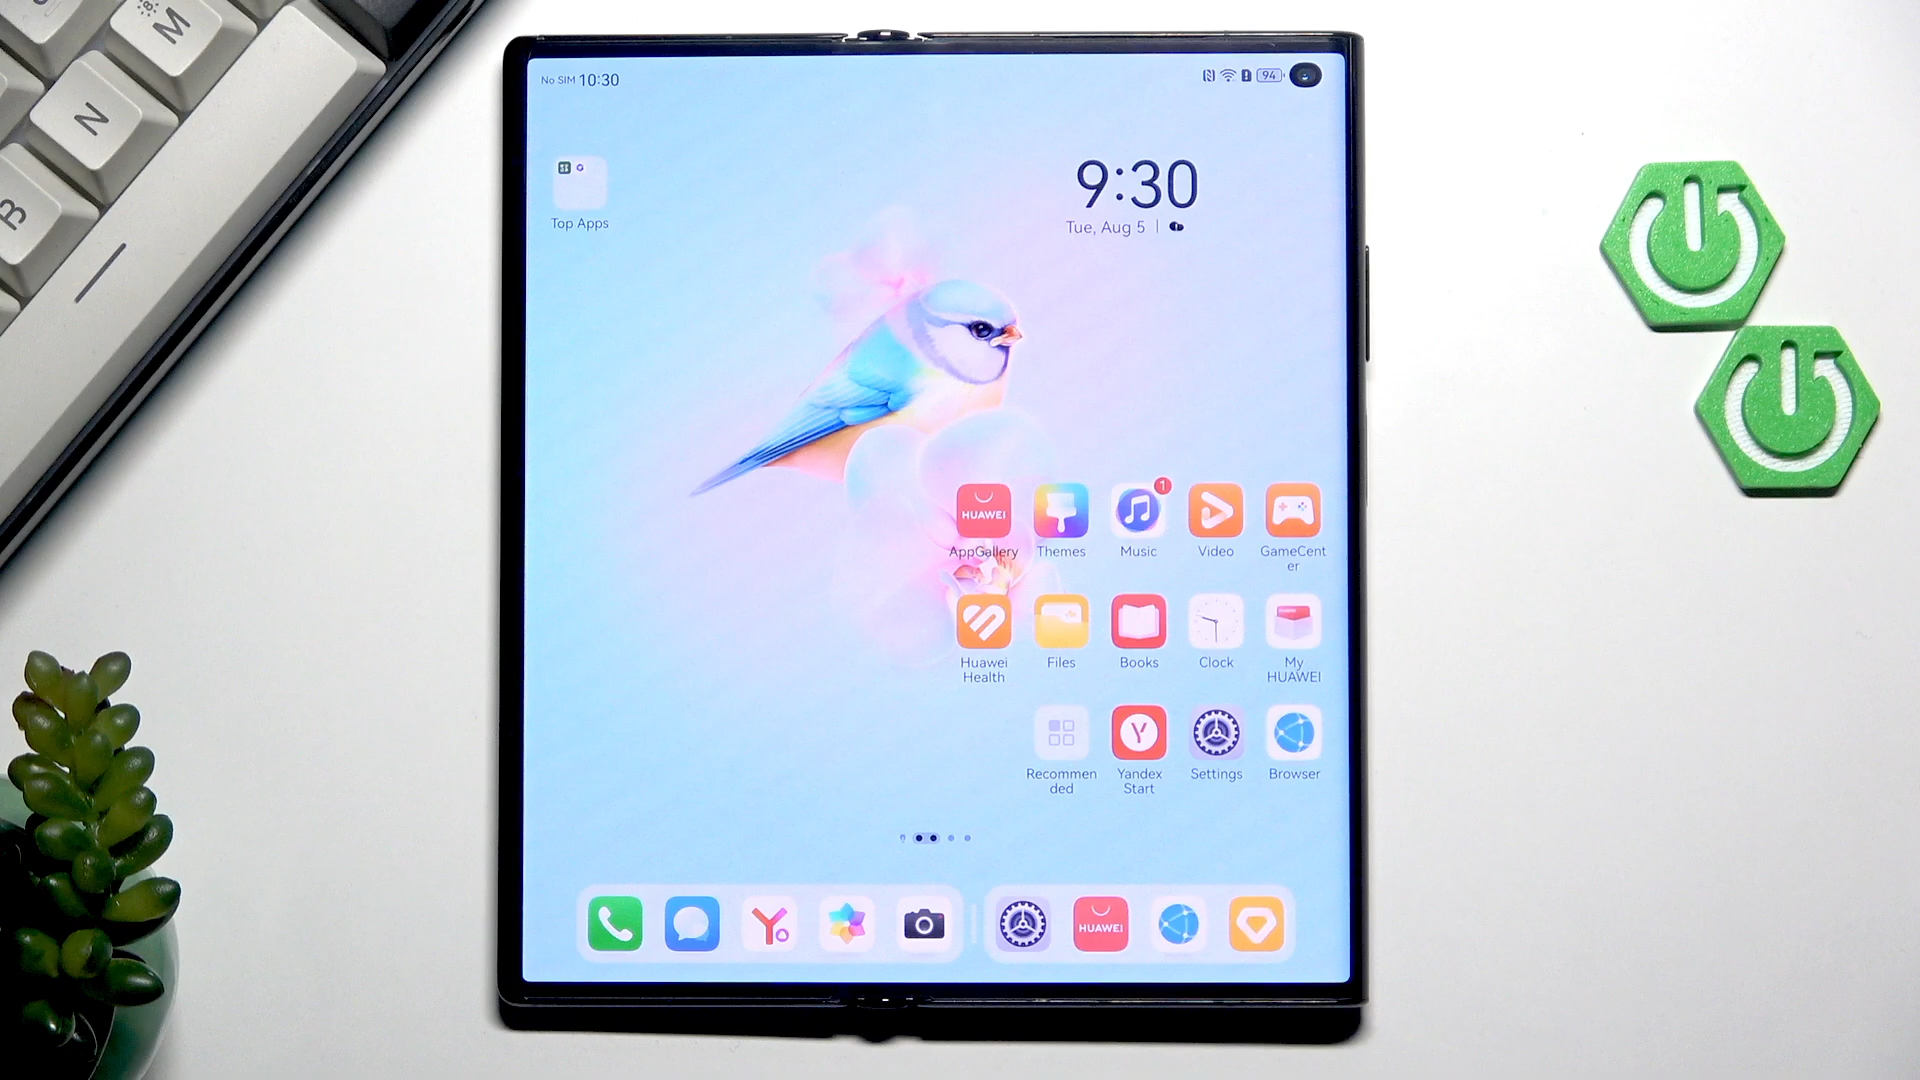 M
N
B
No SIM 10:30
94
9:30
Tue, Aug 5
Top Apps
HUAWEI
1
AppGallery
Themes
Music
Video
GameCent
er
Huawei
Health
Files
Books
Clock
My
HUAWEI
Recommen
ded
Yandex
Start
Settings
Browser
HUAWEI